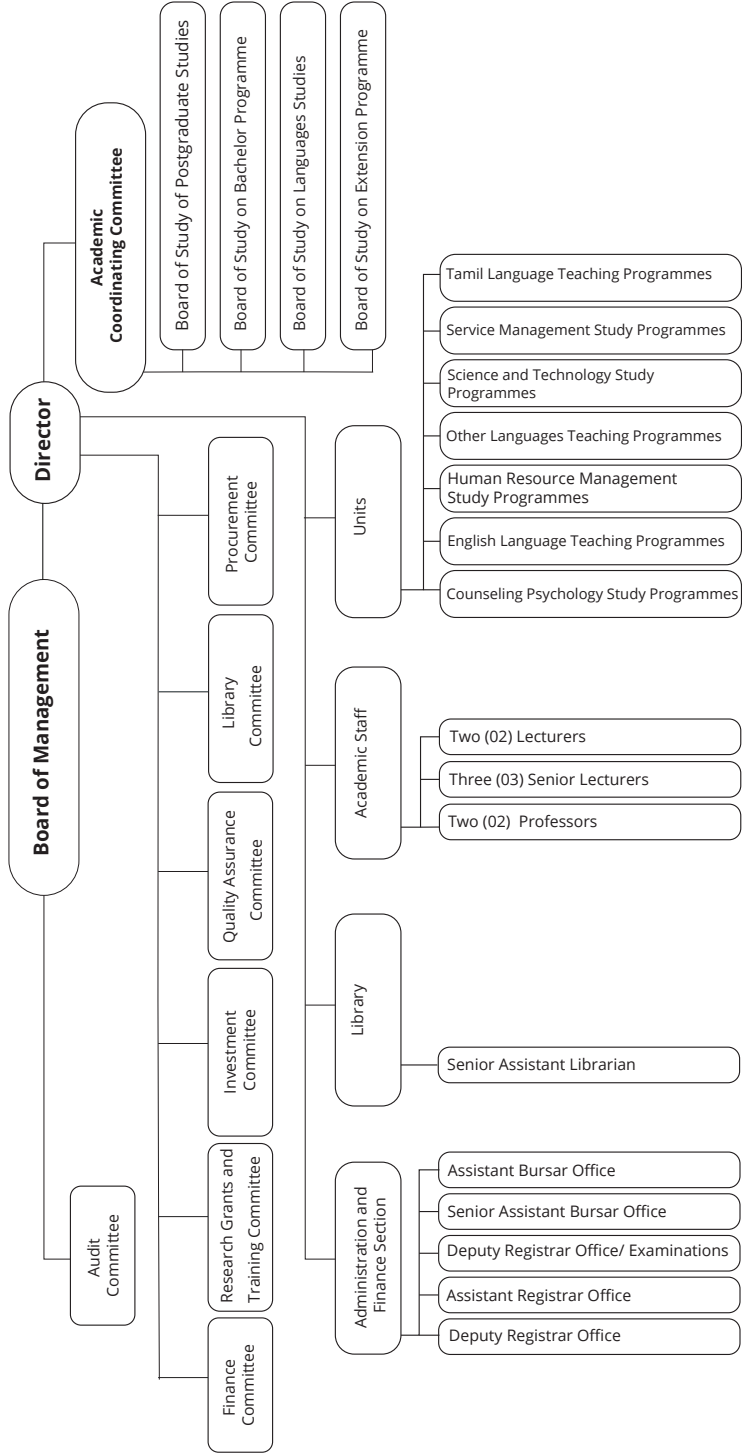 Board of Management
Director
Audit
Committee
Academic
Coordinating Committee
Board of Study of Postgraduate Studies
Board of Study on Bachelor Programme
Board of Study on Languages Studies
Board of Study on Extension Programme
Finance
Committee
Research Grants and
Training Committee
Investment
Committee
Quality Assurance
Committee
Library
Committee
Procurement
Committee
Administration and
Finance Section
Library
Academic Staff
Units
Assistant Bursar Office
Senior Assistant Bursar Office
Deputy Registrar Office/ Examinations
Assistant Registrar Office
Deputy Registrar Office
Senior Assistant Librarian
Two (02) Lecturers
Three (03) Senior Lecturers
Two (02) Professors
Tamil Language Teaching Programmes
Service Management Study Programmes
Science and Technology Study
Programmes
Other Languages Teaching Programmes
Human Resource Management
Study Programmes
English Language Teaching Programmes
Counseling Psychology Study Programmes